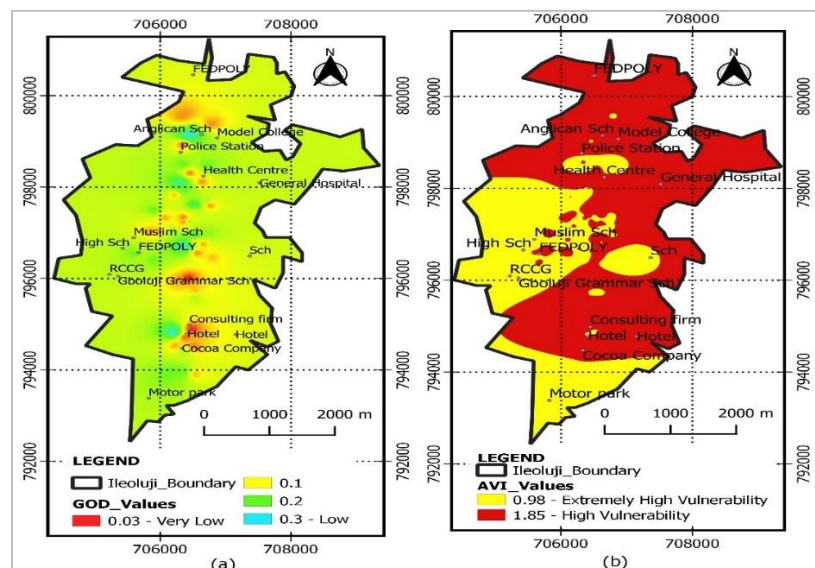 706000 708000
N
FEDPOLY
800000
Anglican Sch
Model College
Police Station
798000
Health Centre
General Hospital
Muslim Sch
High Sch
FEDPOLY
Sch
796000
RCCG
Gboluji Grammar Sch
Consulting firm
Hotel
Hotel
Cocoa Company
794000
Motor park
0 1000 2000 m
792000
LEGEND
Ileoluji_Boundary
GOD_Values
0.03 - Very Low
0.1
0.2
0.3 - Low
706000 708000
(a)
706000 708000
N
FEDPOLY
800000
800000
Anglican Sch
Model College
Police Station
798000
798000
Health Centre
General Hospital
Muslim Sch
High Sch
FEDPOLY
Sch
796000
796000
RCCG
Gboluji Grammar Sch
Consulting firm
Hotel
Hotel
Cocoa Company
794000
794000
Motor park
0 1000 2000 m
792000
792000
LEGEND
Ileoluji_Boundary
AVI_Values
0.98 - Extremely High Vulnerability
1.85 - High Vulnerability
706000 708000
(b)